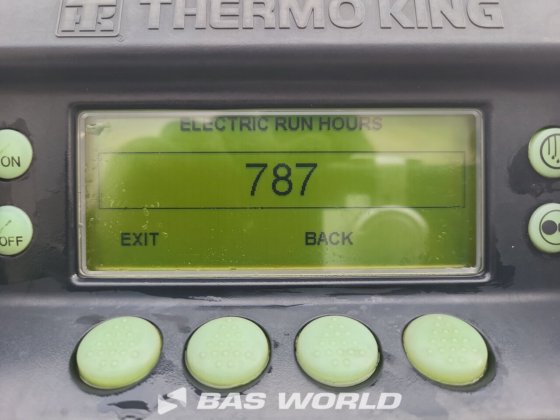 THERMO KING
ELECTRIC RUN HOURS
ON
787
OFF
EXIT BACK
BAS WORLD